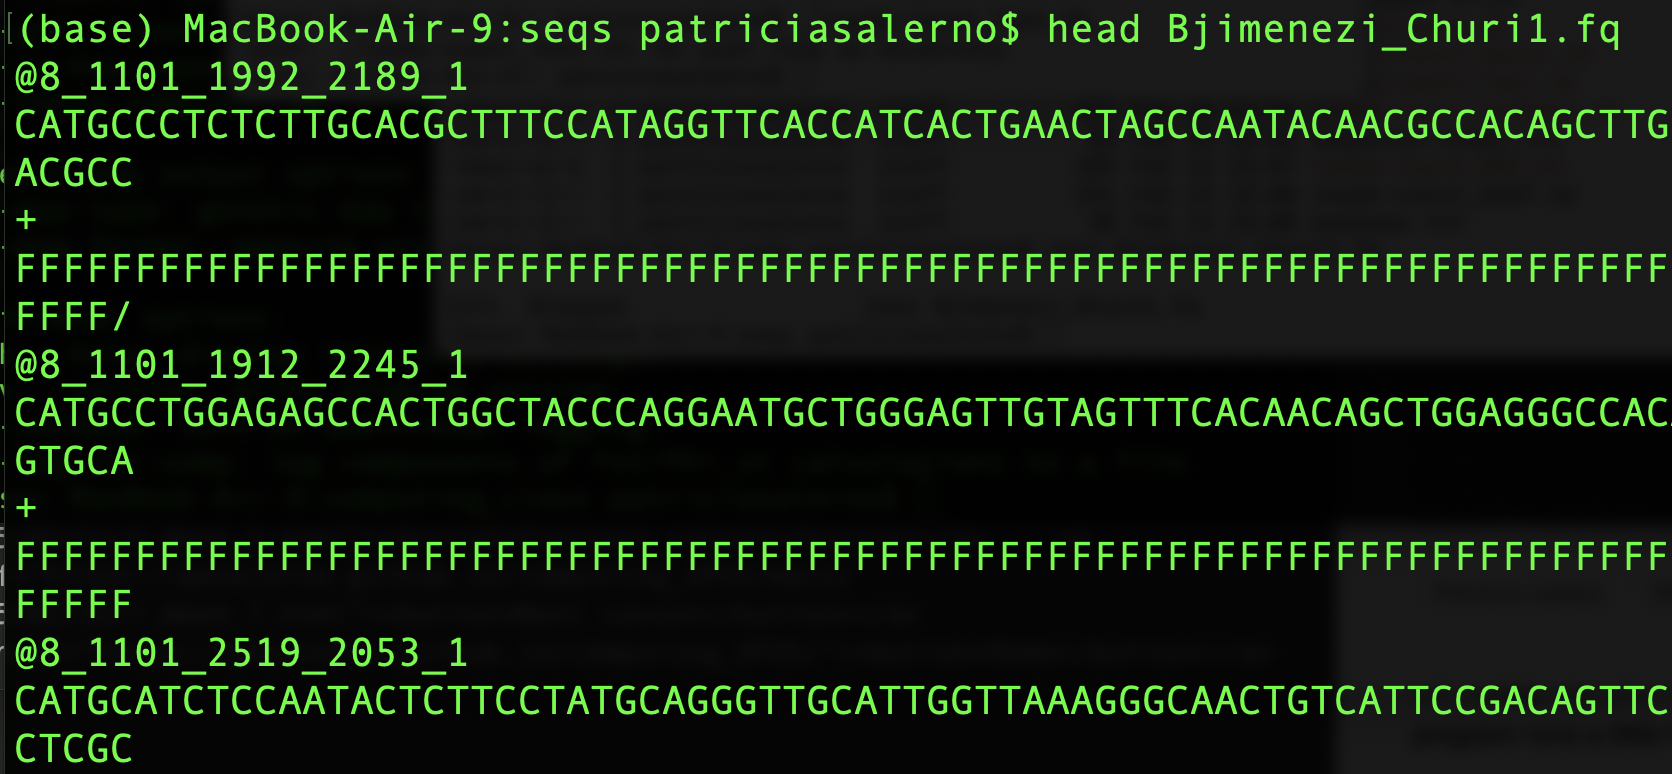 (base) MacBook-Air-9:seqs patriciasalerno$ head Bjimenezi_Churi1.fq
@8_1101_1992_2189_1
CATGCCCTCTCTTGCACGCTTTCCATAGGTTCACCATCACTGAACTAGCCAATACAACGCCACAGCTTG
ACGCC
+
FFFFFFFFFFFFFFFFFFFFFFFFFFFFFFFFFFFFFFFFFFFFFFFFFFFFFFFFFFFFFFFFFFFFF
FFFF/
@8_1101_1912_2245_1
CATGCCTGGAGAGCCACTGGCTACCCAGGAATGCTGGGAGTTGTAGTTTCACAACAGCTGGAGGGCCAC
GTGCA
+
FFFFFFFFFFFFFFFFFFFFFFFFFFFFFFFFFFFFFFFFFFFFFFFFFFFFFFFFFFFFFFFFFFFFF
FFFFF
@8_1101_2519_2053_1
CATGCATCTCCAATACTCTTCCTATGCAGGGTTGCATTGGTTAAAGGGCAACTGTCATTCCGACAGTTC
CTCGC